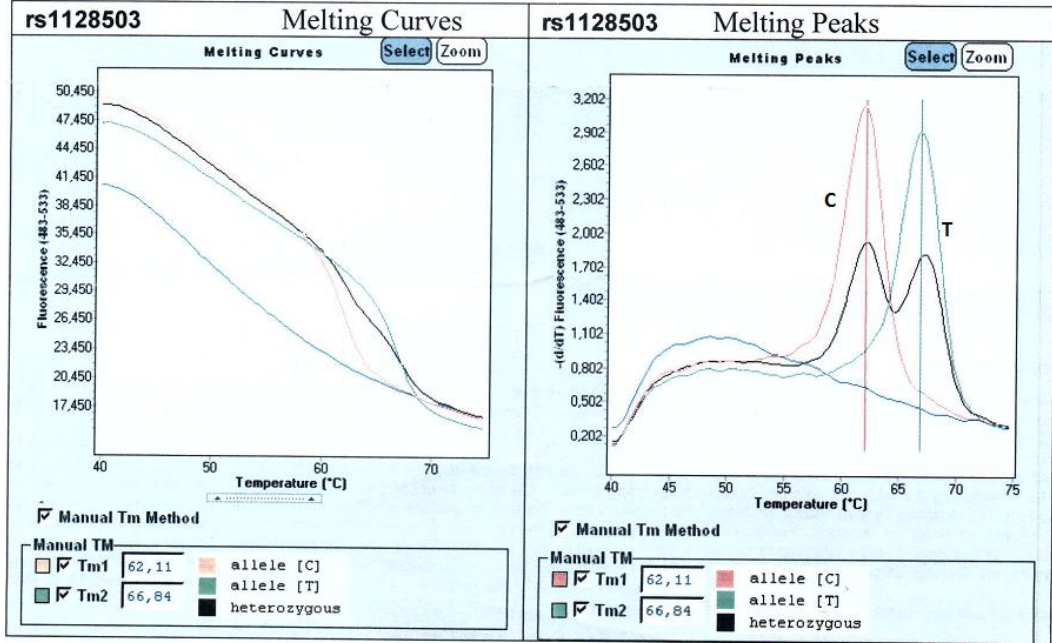 rs1128503 Melting Curves
Melting Curves
Select Zoom
50,450
47,450
44,450
41,450
38,450
35,450
32,450
29,450
26,450
23,450
20,450
17,450
Fluorescence (483-533)
40 50 60 70
Temperature (°C)
Manual Tm Method
Manual TM
Tm1 62,11 allele [C]
Tm2 66,84 allele [T]
heterozygous
rs1128503 Melting Peaks
Melting Peaks
Select Zoom
3,202
2,902
2,602
2,302
2,002
1,702
1,402
1,102
0,802
0,502
0,202
-(d/dT) Fluorescence (483-533)
C
T
40 45 50 55 60 65 70 75
Temperature (°C)
Manual Tm Method
Manual TM
Tm1 62,11 allele [C]
Tm2 66,84 allele [T]
heterozygous